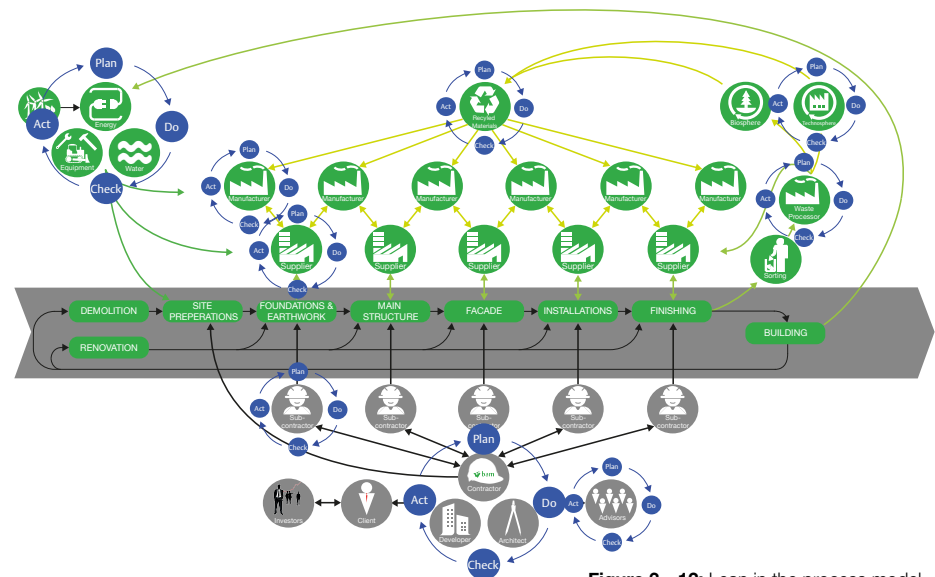 Plan
Do
Check
Act
Energy
Equipment
Water
Plan
Do
Check
Act
Recyled
Materials
Biosphere
Plan
Do
Check
Act
Technosphere
Plan
Do
Check
Act
Manufacturer
Manufacturer
Manufacturer
Manufacturer
Manufacturer
Manufacturer
Plan
Do
Check
Act
Waste
Processor
Plan
Do
Check
Act
Supplier
Supplier
Supplier
Supplier
Supplier
Sorting
DEMOLITION
SITE
PREPERATIONS
FOUNDATIONS &
EARTHWORK
MAIN
STRUCTURE
FACADE
INSTALLATIONS
FINISHING
BUILDING
RENOVATION
Plan
Do
Check
Act
Sub-
contractor
Sub-
contractor
Sub-
contractor
Sub-
contractor
Sub-
contractor
Plan
Do
Check
Act
bam
Contractor
Investors
Client
Developer
Architect
Plan
Do
Check
Act
Advisors